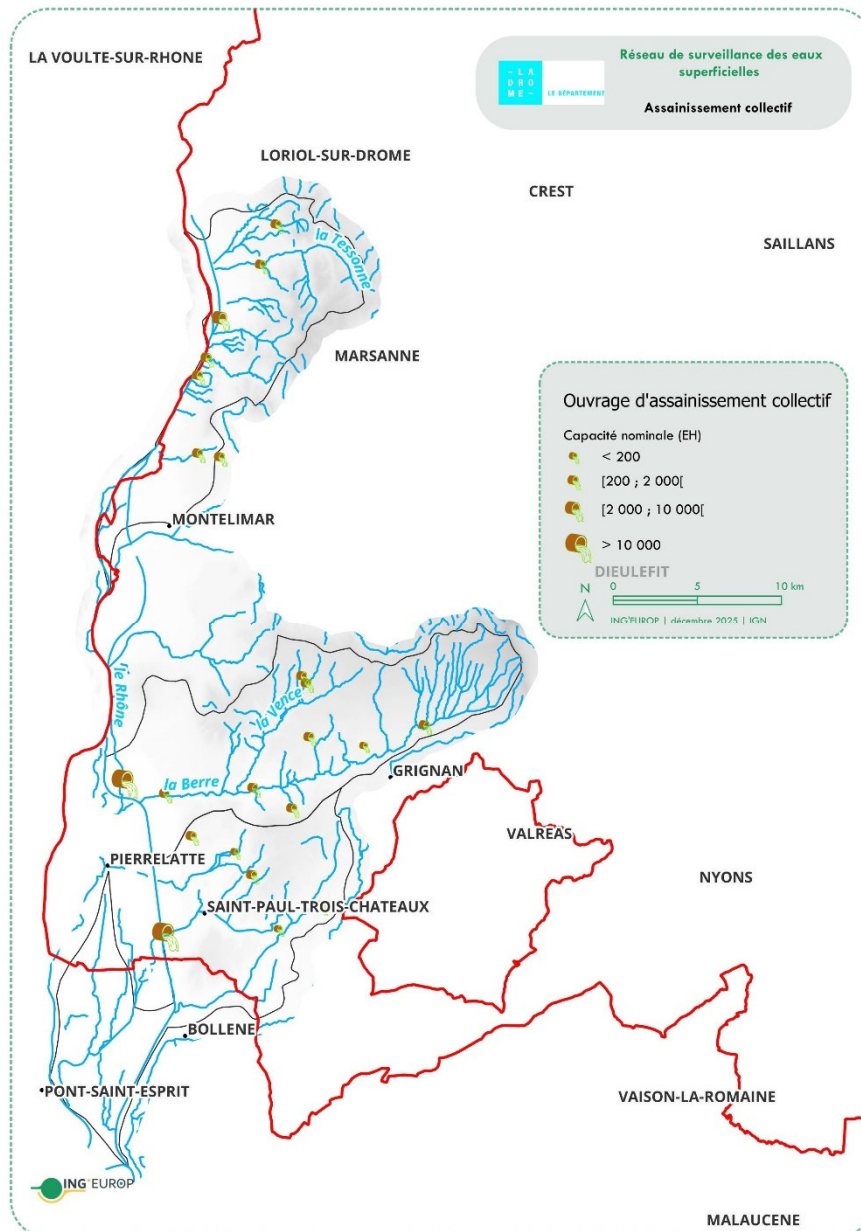 LA VOULTE-SUR-RHONE
– L A
D R O
M E –
LE DÉPARTEMENT
Réseau de surveillance des eaux
superficielles
Assainissement collectif
LORIOL-SUR-DROME
CREST
SAILLANS
la Tessonne
MARSANNE
Ouvrage d'assainissement collectif
Capacité nominale (EH)
< 200
[200 ; 2 000[
[2 000 ; 10 000[
> 10 000
DIEULEFIT
N
0 5 10 km
ING'EUROP | décembre 2025 | IGN
MONTELIMAR
le Rhône
la Vence
la Berre
GRIGNAN
VALREAS
PIERRELATTE
NYONS
SAINT-PAUL-TROIS-CHATEAUX
BOLLENE
PONT-SAINT-ESPRIT
VAISON-LA-ROMAINE
ING'EUROP
MALAUCENE